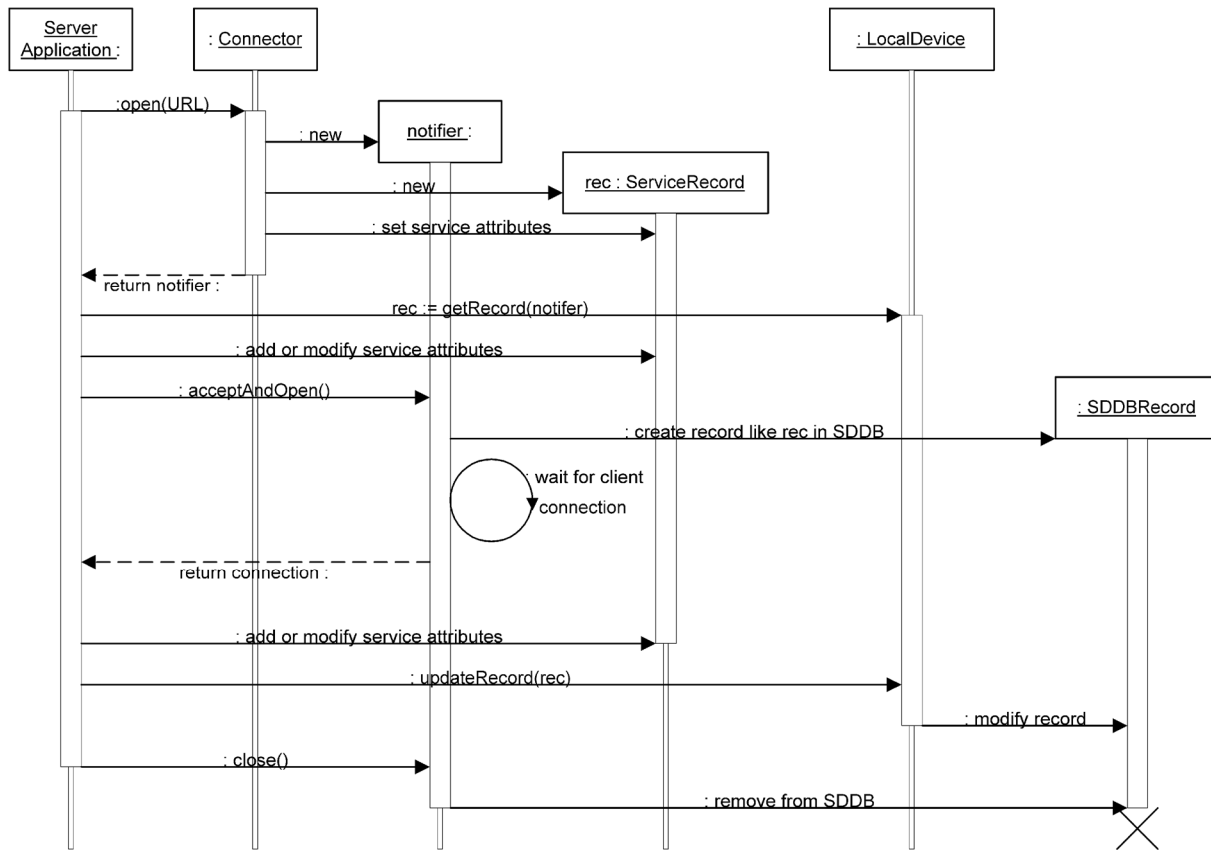 Server
Application :
: Connector
: LocalDevice
:open(URL)
: new
notifier :
: new
rec : ServiceRecord
: set service attributes
return notifier :
rec := getRecord(notifer)
: add or modify service attributes
: acceptAndOpen()
: SDDBRecord
: create record like rec in SDDB
: wait for client
connection
return connection :
: add or modify service attributes
: updateRecord(rec)
: modify record
: close()
: remove from SDDB